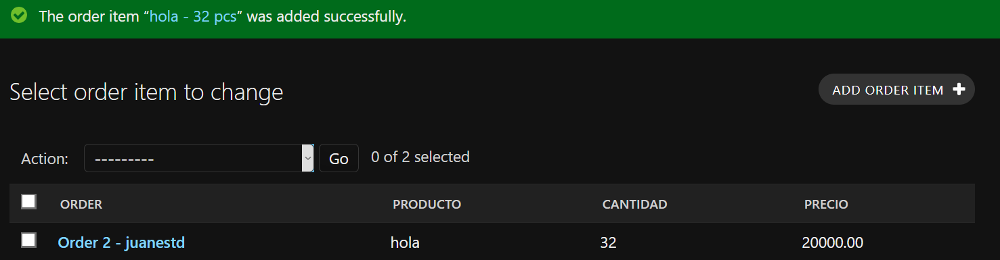 The order item “hola - 32 pcs” was added successfully.
Select order item to change
ADD ORDER ITEM +
Action: --------- Go 0 of 2 selected
ORDER PRODUCTO CANTIDAD PRECIO
Order 2 - juanestd hola 32 20000.00